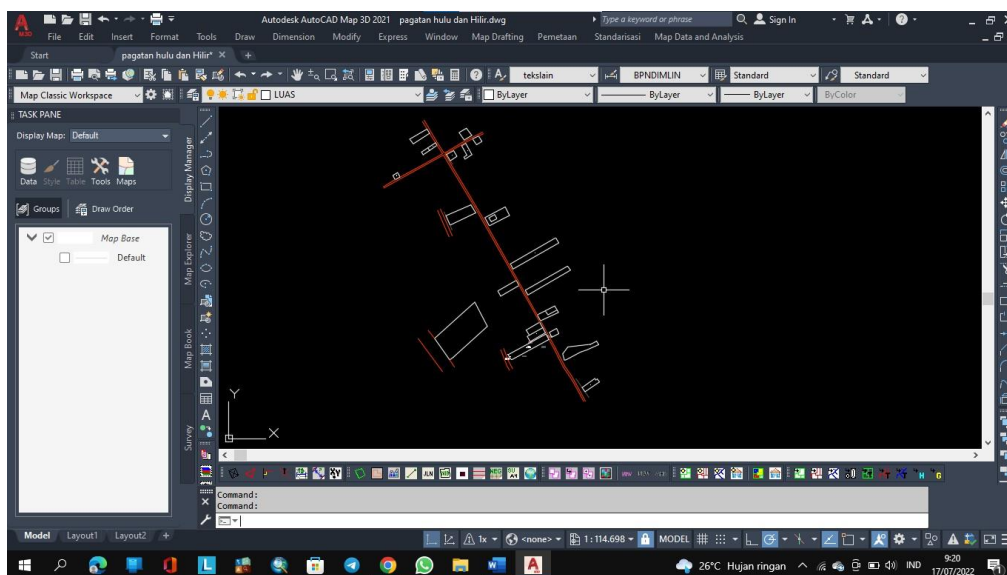 Autodesk AutoCAD Map 3D 2021 pagatan hulu dan Hilir.dwg Type a keyword or phrase Sign In
File Edit Insert Format Tools Draw Dimension Modify Express Window Map Drafting Pemetaan Standarisasi Map Data and Analysis
Start pagatan hulu dan Hilir*
tekslain BPNDIMLIN Standard Standard
Map Classic Workspace LUAS ByLayer ByLayer ByLayer ByColor
TASK PANE
Display Map: Default
Data Style Table Tools Maps
Groups Draw Order
Map Base
Default
Display Manager
Map Explorer
Map Book
Survey
Y
X
Command:
Command:
Model Layout1 Layout2 +
1x <none> 1:114.698 MODEL
26°C Hujan ringan IND 9:20
17/07/2022